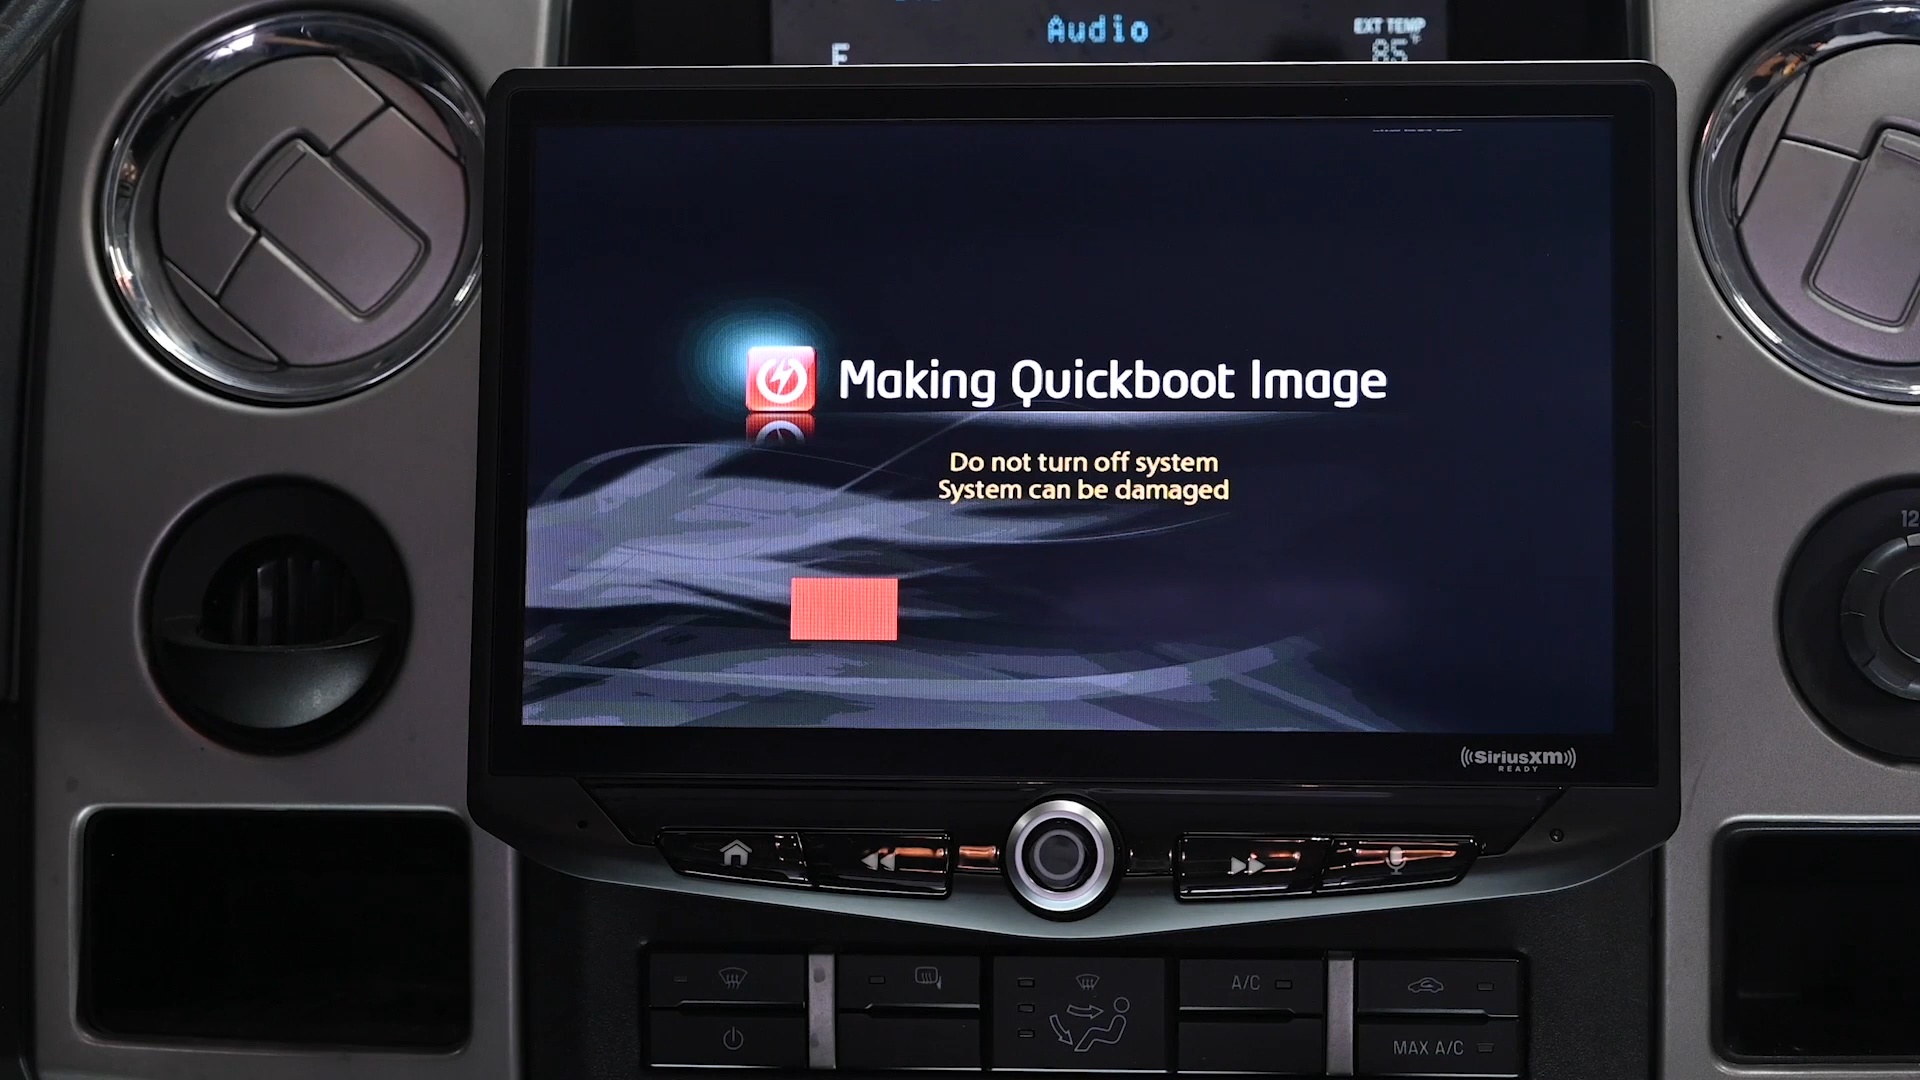 Audio
EXT TEMP
E
85°F
Making Quickboot Image
Do not turn off system
System can be damaged
((SiriusXM))
READY
12
A/C
MAX A/C